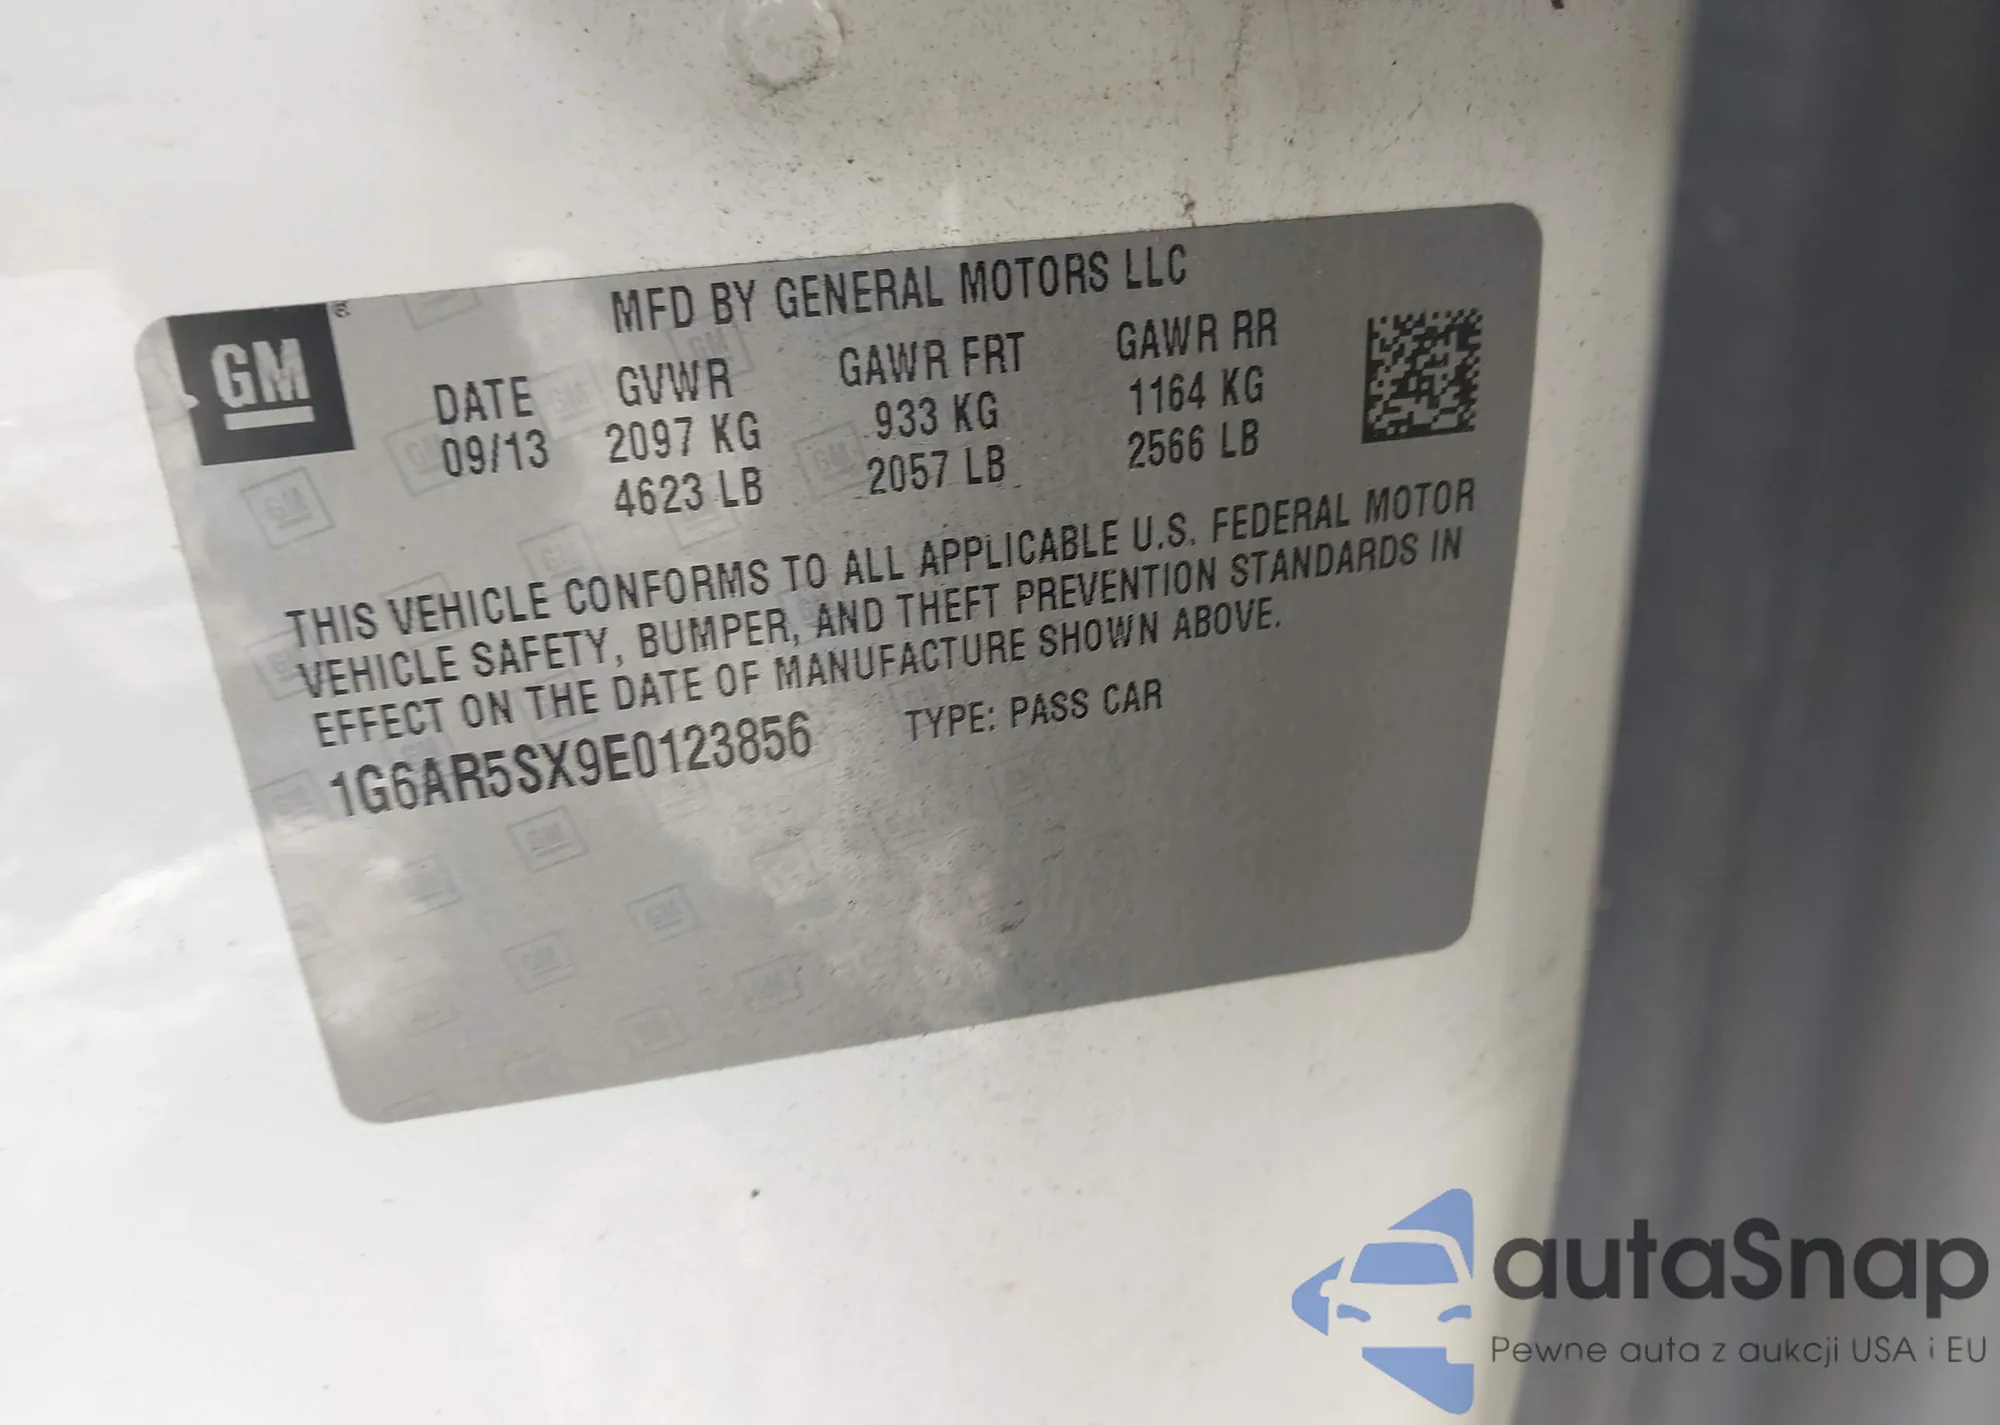 GM
MFD BY GENERAL MOTORS LLC
DATE GVWR GAWR FRT GAWR RR
09/13 2097 KG 933 KG 1164 KG
4623 LB 2057 LB 2566 LB
THIS VEHICLE CONFORMS TO ALL APPLICABLE U.S. FEDERAL MOTOR
VEHICLE SAFETY, BUMPER, AND THEFT PREVENTION STANDARDS IN
EFFECT ON THE DATE OF MANUFACTURE SHOWN ABOVE.
1G6AR5SX9E0123856 TYPE: PASS CAR
autaSnap
Pewne auta z aukcji USA i EU